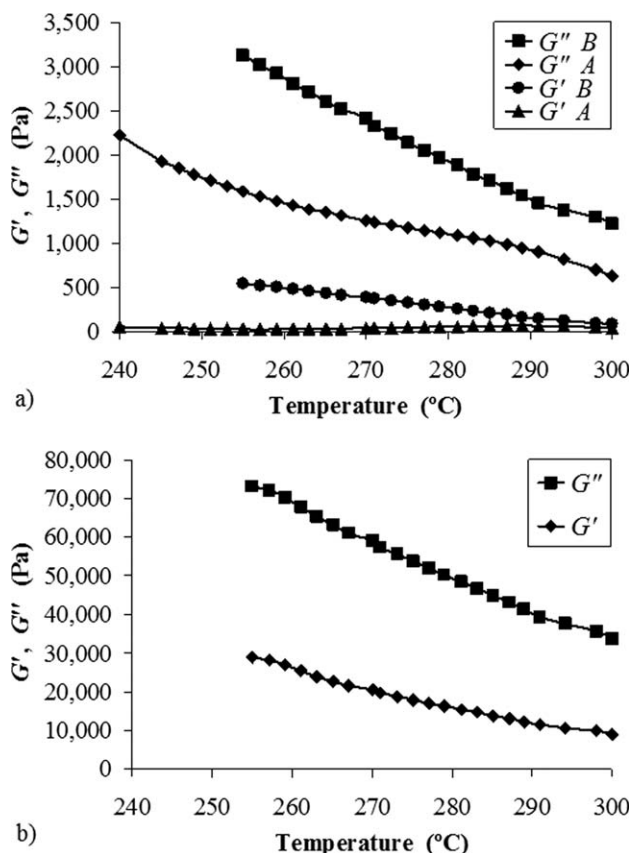 a)
G', G'' (Pa)
3,500
3,000
2,500
2,000
1,500
1,000
500
0
G'' B
G'' A
G' B
G' A
240 250 260 270 280 290 300
Temperature (ºC)
b)
G', G'' (Pa)
80,000
70,000
60,000
50,000
40,000
30,000
20,000
10,000
0
G''
G'
240 250 260 270 280 290 300
Temperature (ºC)